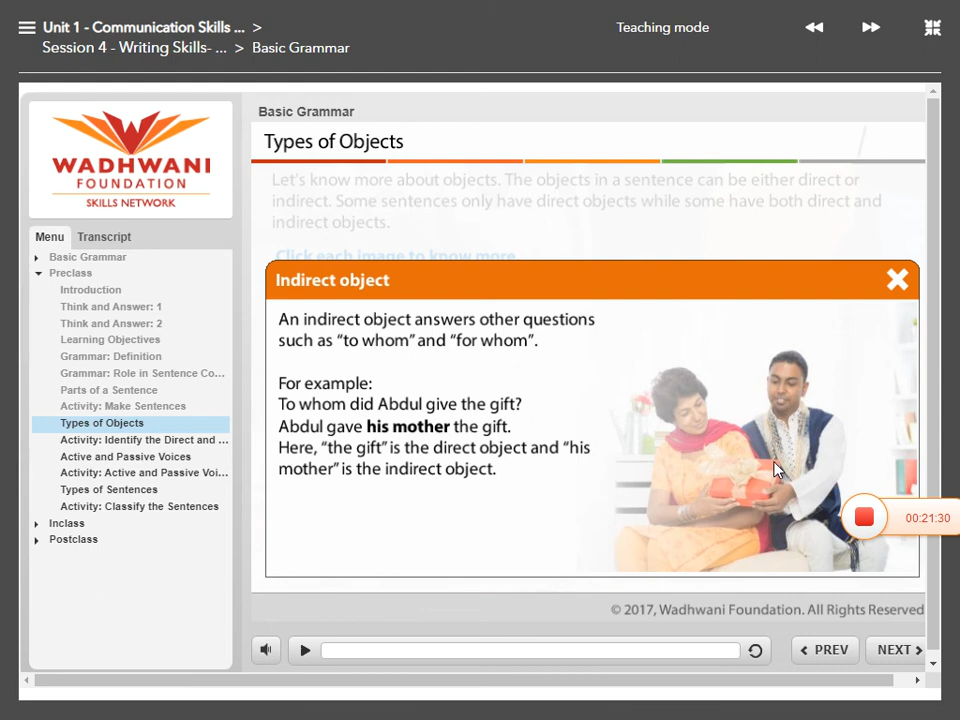 Unit 1 - Communication Skills ... >
Session 4 - Writing Skills- ... > Basic Grammar
Teaching mode
WADHWANI
FOUNDATION
SKILLS NETWORK
Menu Transcript
Basic Grammar
Preclass
Introduction
Think and Answer: 1
Think and Answer: 2
Learning Objectives
Grammar: Definition
Grammar: Role in Sentence Co...
Parts of a Sentence
Activity: Make Sentences
Types of Objects
Activity: Identify the Direct and ...
Active and Passive Voices
Activity: Active and Passive Voi...
Types of Sentences
Activity: Classify the Sentences
Inclass
Postclass
Basic Grammar
Types of Objects
Let's know more about objects. The objects in a sentence can be either direct or
indirect. Some sentences only have direct objects while some have both direct and
indirect objects.
Click each image to know more.
Indirect object
An indirect object answers other questions
such as “to whom” and “for whom”.
For example:
To whom did Abdul give the gift?
Abdul gave his mother the gift.
Here, “the gift” is the direct object and “his
mother” is the indirect object.
00:21:30
© 2017, Wadhwani Foundation. All Rights Reserved
PREV
NEXT